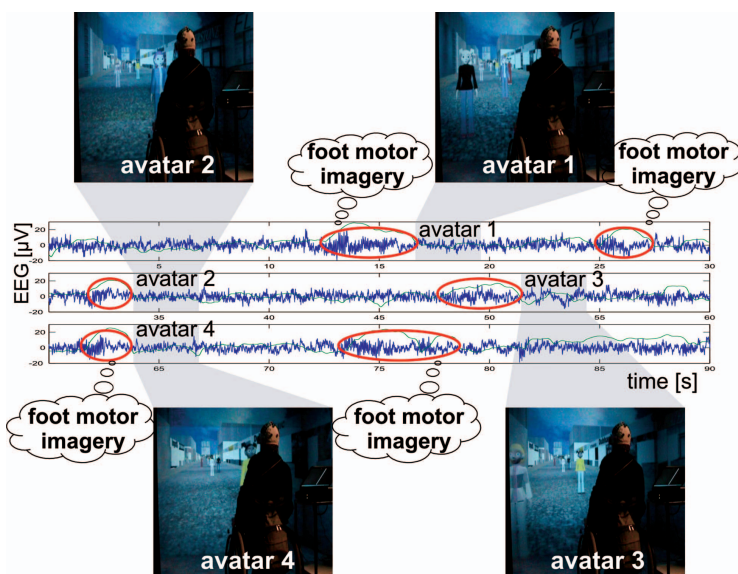 avatar 2
avatar 1
foot motor
imagery
foot motor
imagery
EEG [µV]
20
0
-20
avatar 1
5
10
15
20
25
30
20
0
-20
avatar 2
avatar 3
35
40
45
50
55
60
20
0
-20
avatar 4
65
70
75
80
85
90
time [s]
foot motor
imagery
foot motor
imagery
avatar 4
avatar 3